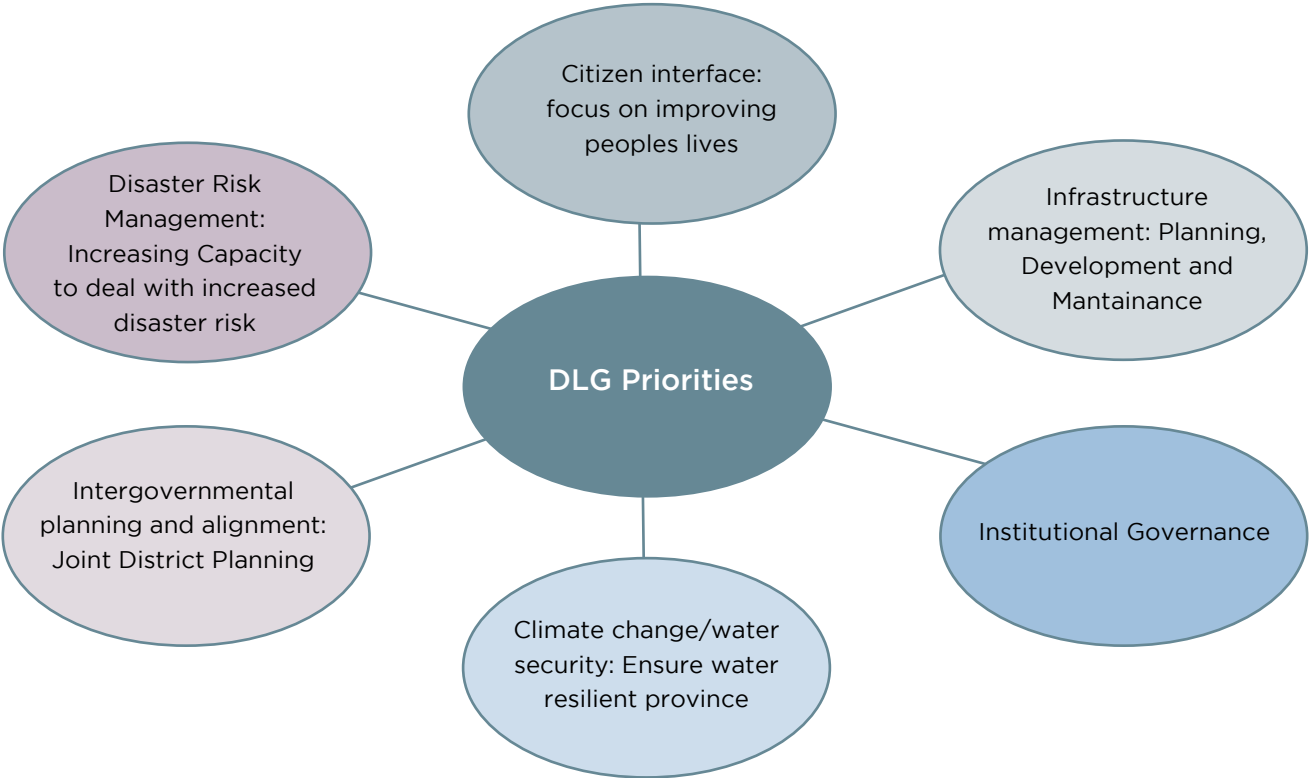 Citizen interface:
focus on improving
peoples lives
Disaster Risk
Management:
Increasing Capacity
to deal with increased
disaster risk
Infrastructure
management: Planning,
Development and
Mantainance
DLG Priorities
Intergovernmental
planning and alignment:
Joint District Planning
Institutional Governance
Climate change/water
security: Ensure water
resilient province